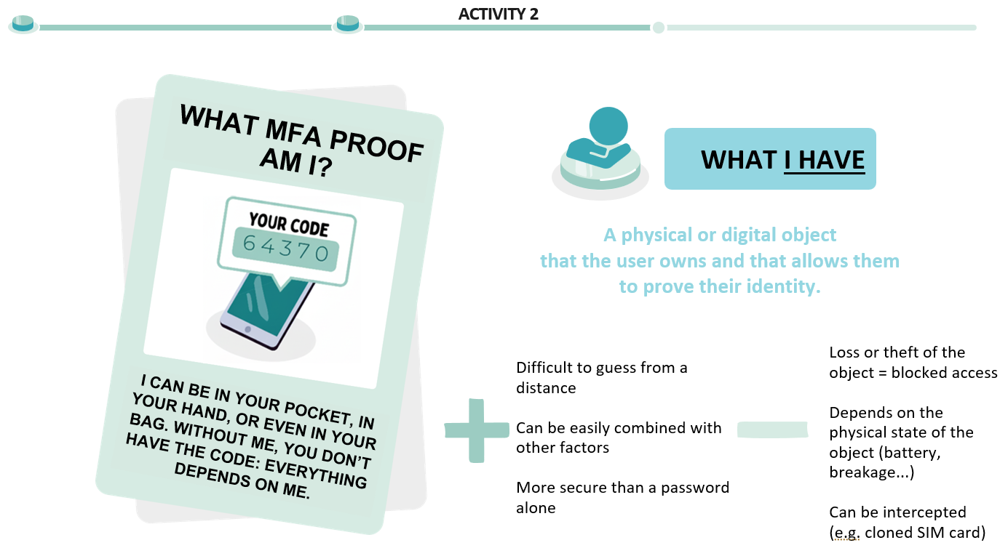 ACTIVITY 2
WHAT MFA PROOF
AM I?
YOUR CODE
64370
I CAN BE IN YOUR POCKET, IN
YOUR HAND, OR EVEN IN YOUR
BAG. WITHOUT ME, YOU DON’T
HAVE THE CODE: EVERYTHING
DEPENDS ON ME.
WHAT I HAVE
A physical or digital object
that the user owns and that allows them
to prove their identity.
Difficult to guess from a
distance
Can be easily combined with
other factors
More secure than a password
alone
Loss or theft of the
object = blocked access
Depends on the
physical state of the
object (battery,
breakage...)
Can be intercepted
(e.g. cloned SIM card)